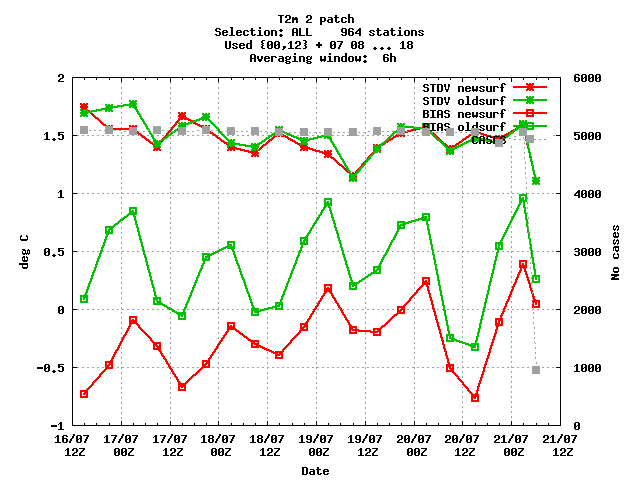 T2m 2 patch
Selection: ALL    964 stations
Used {00,12} + 07 08 ... 18
Averaging window:  6h
2
1.5
1
0.5
0
-0.5
-1
deg C
6000
5000
4000
3000
2000
1000
0
No cases
STDV newsurf
STDV oldsurf
BIAS newsurf
BIAS oldsurf
CASES
16/07 17/07 17/07 18/07 18/07 19/07 19/07 20/07 20/07 21/07 21/07
12Z 00Z 12Z 00Z 12Z 00Z 12Z 00Z 12Z 00Z 12Z
Date